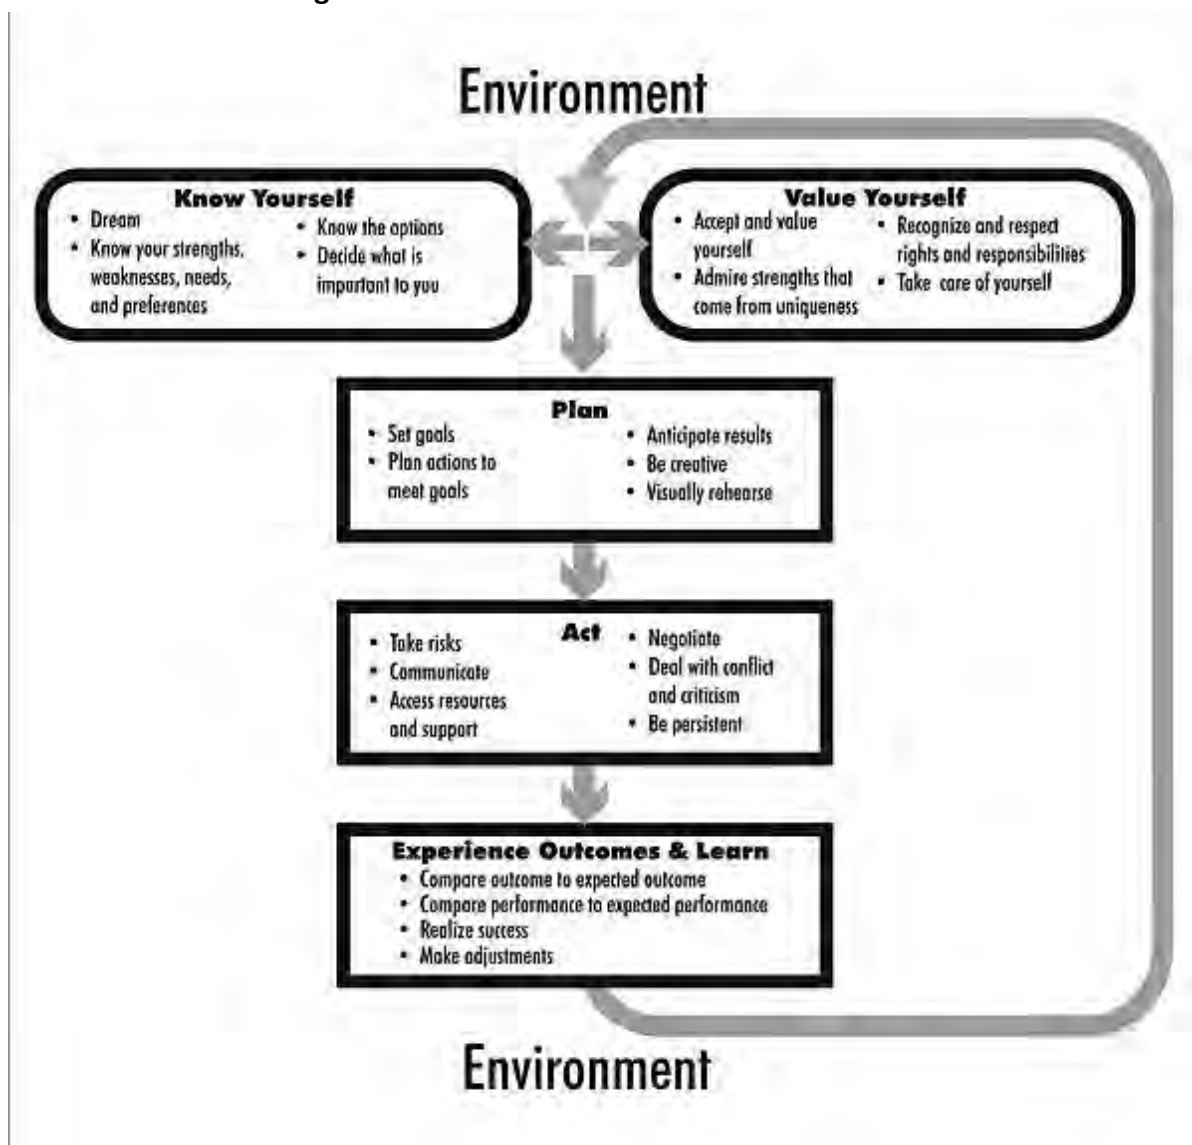 Environment
Know Yourself
• Dream
• Know your strengths,
weaknesses, needs,
and preferences
• Know the options
• Decide what is
important to you
Value Yourself
• Accept and value
yourself
• Admire strengths that
come from uniqueness
• Recognize and respect
rights and responsibilities
• Take care of yourself
Plan
• Set goals
• Plan actions to
meet goals
• Anticipate results
• Be creative
• Visually rehearse
Act
• Take risks
• Communicate
• Access resources
and support
• Negotiate
• Deal with conflict
and criticism
• Be persistent
Experience Outcomes & Learn
• Compare outcome to expected outcome
• Compare performance to expected performance
• Realize success
• Make adjustments
Environment